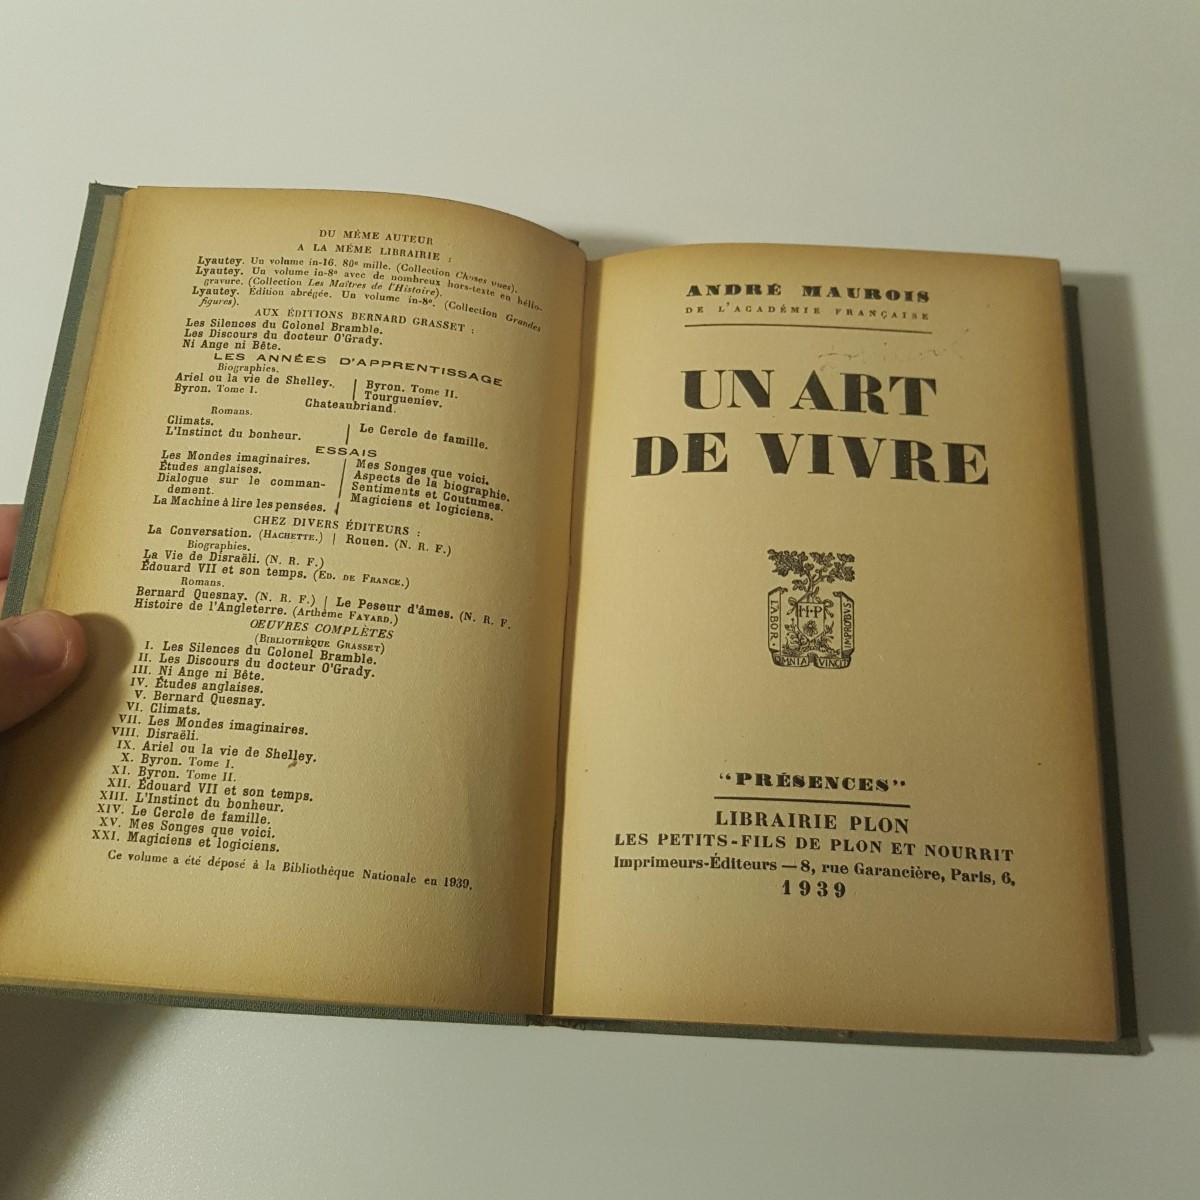 DU MÊME AUTEUR
A LA MÊME LIBRAIRIE :
Lyautey. Un volume in-16. 80e mille. (Collection Choses vues).
Lyautey. Un volume in-8o avec de nombreux hors-texte en hélio-
gravure. (Collection Les Maîtres de l'Histoire).
Lyautey. Édition abrégée. Un volume in-8o. (Collection Grandes
figures).
AUX ÉDITIONS BERNARD GRASSET :
Les Silences du Colonel Bramble.
Les Discours du docteur O'Grady.
Ni Ange ni Bête.
LES ANNÉES D'APPRENTISSAGE
Biographies.
Ariel ou la vie de Shelley.
Byron. Tome I.
Byron. Tome II.
Tourgueniev.
Chateaubriand.
Romans.
Climats.
L'Instinct du bonheur.
Le Cercle de famille.
ESSAIS
Les Mondes imaginaires.
Études anglaises.
Dialogue sur le comman-
dement.
La Machine à lire les pensées.
Mes Songes que voici.
Aspects de la biographie.
Sentiments et Coutumes.
Magiciens et logiciens.
CHEZ DIVERS ÉDITEURS :
La Conversation. (HACHETTE.) | Rouen. (N. R. F.)
Biographies.
La Vie de Disraëli. (N. R. F.)
Édouard VII et son temps. (ED. DE FRANCE.)
Romans.
Bernard Quesnay. (N. R. F.) | Le Peseur d'âmes. (N. R. F.
Histoire de l'Angleterre. (Arthème FAYARD.)
ŒUVRES COMPLÈTES
(BIBLIOTHÈQUE GRASSET)
I. Les Silences du Colonel Bramble.
II. Les Discours du docteur O'Grady.
III. Ni Ange ni Bête.
IV. Études anglaises.
V. Bernard Quesnay.
VI. Climats.
VII. Les Mondes imaginaires.
VIII. Disraëli.
IX. Ariel ou la vie de Shelley.
X. Byron. Tome I.
XI. Byron. Tome II.
XII. Édouard VII et son temps.
XIII. L'Instinct du bonheur.
XIV. Le Cercle de famille.
XV. Mes Songes que voici.
XXI. Magiciens et logiciens.
Ce volume a été déposé à la Bibliothèque Nationale en 1939.
ANDRÉ MAUROIS
DE L'ACADÉMIE FRANÇAISE
UN ART
DE VIVRE
H·P
LABOR
IMPROBVS
OMNIA VINCIT
"PRÉSENCES"
LIBRAIRIE PLON
LES PETITS-FILS DE PLON ET NOURRIT
Imprimeurs-Éditeurs — 8, rue Garancière, Paris, 6,
1939